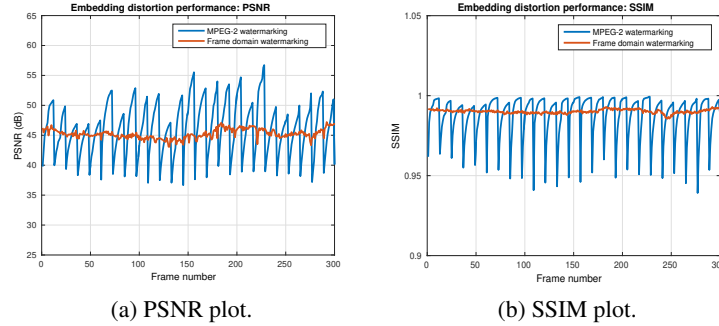 Embedding distortion performance: PSNR
65
60
55
50
45
40
35
30
25
PSNR (dB)
MPEG-2 watermarking
Frame domain watermarking
0 50 100 150 200 250 300
Frame number
(a) PSNR plot.
Embedding distortion performance: SSIM
1.05
1
0.95
0.9
SSIM
MPEG-2 watermarking
Frame domain watermarking
0 50 100 150 200 250 300
Frame number
(b) SSIM plot.